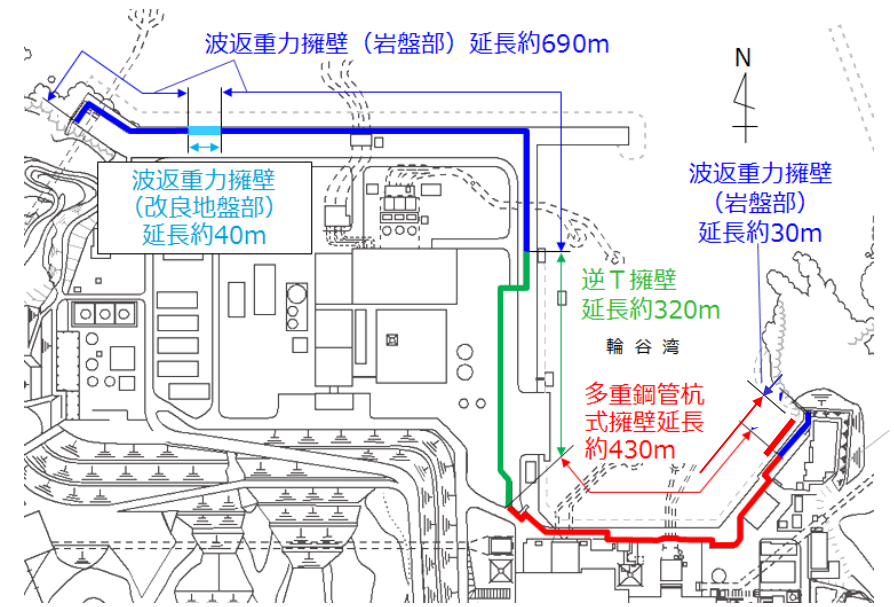 波返重力擁壁（岩盤部）延長約690m
N
波返重力擁壁
（改良地盤部）
延長約40m
波返重力擁壁
（岩盤部）
延長約30m
逆Ｔ擁壁
延長約320m
輪谷湾
多重鋼管杭
式擁壁延長
約430m